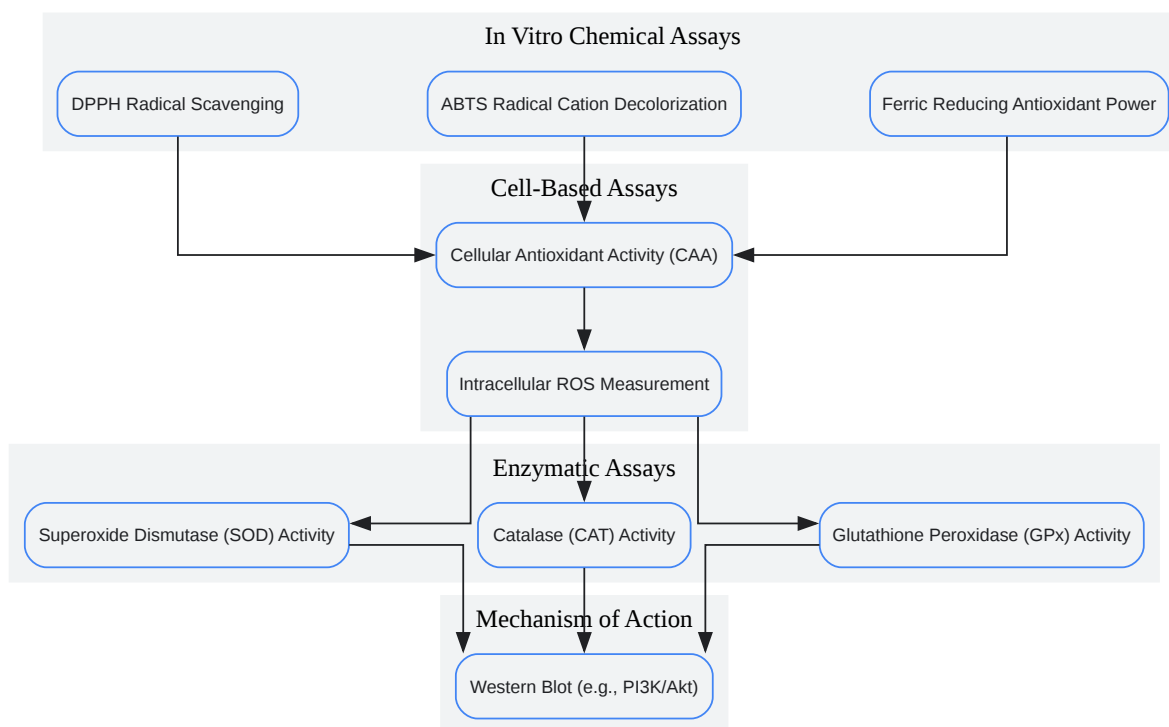 In Vitro Chemical Assays
DPPH Radical Scavenging
ABTS Radical Cation Decolorization
Ferric Reducing Antioxidant Power
Cell-Based Assays
Cellular Antioxidant Activity (CAA)
Intracellular ROS Measurement
Enzymatic Assays
Superoxide Dismutase (SOD) Activity
Catalase (CAT) Activity
Glutathione Peroxidase (GPx) Activity
Mechanism of Action
Western Blot (e.g., PI3K/Akt)